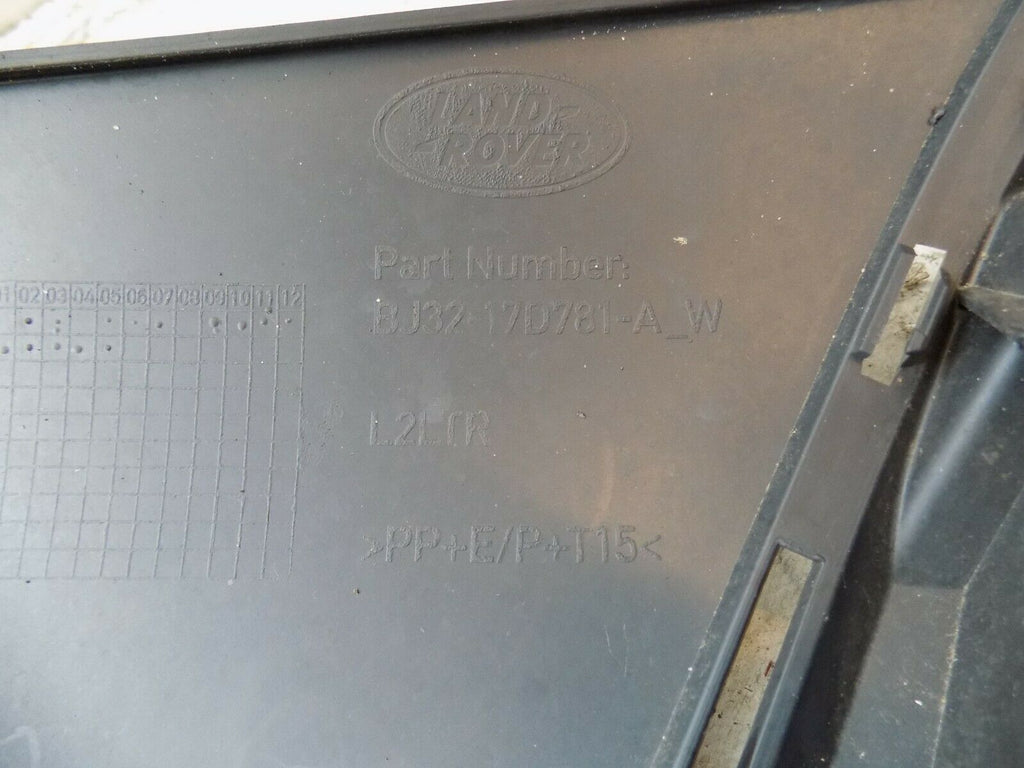 LAND
ROVER
Part Number:
BJ32-17D781-A_W
01 02 03 04 05 06 07 08 09 10 11 12
L2LTR
>PP+E/P+T15<